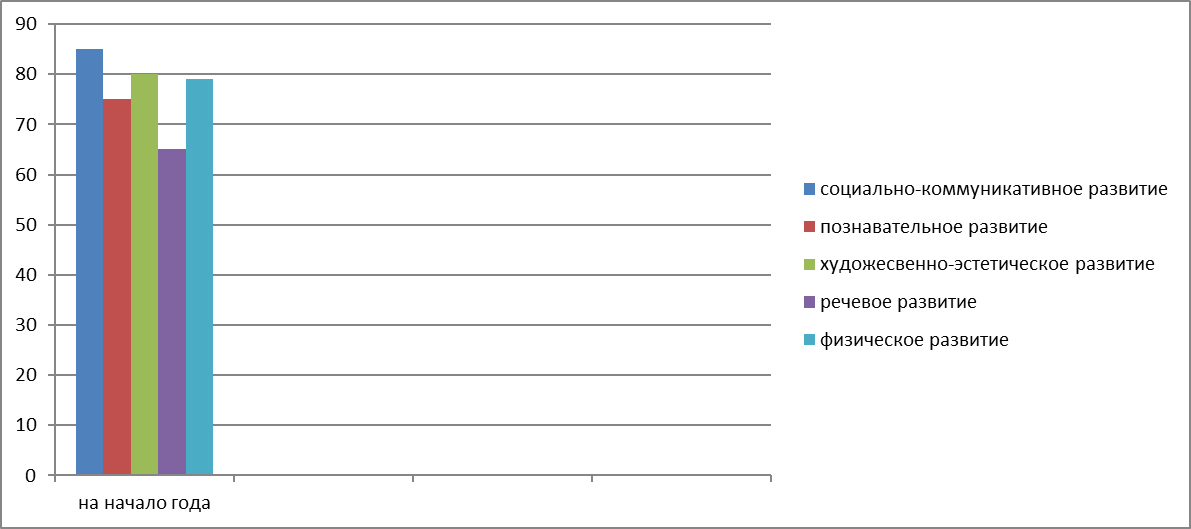 90
80
70
60
50
40
30
20
10
0
на начало года
социально-коммуникативное развитие
познавательное развитие
художесвенно-эстетическое развитие
речевое развитие
физическое развитие